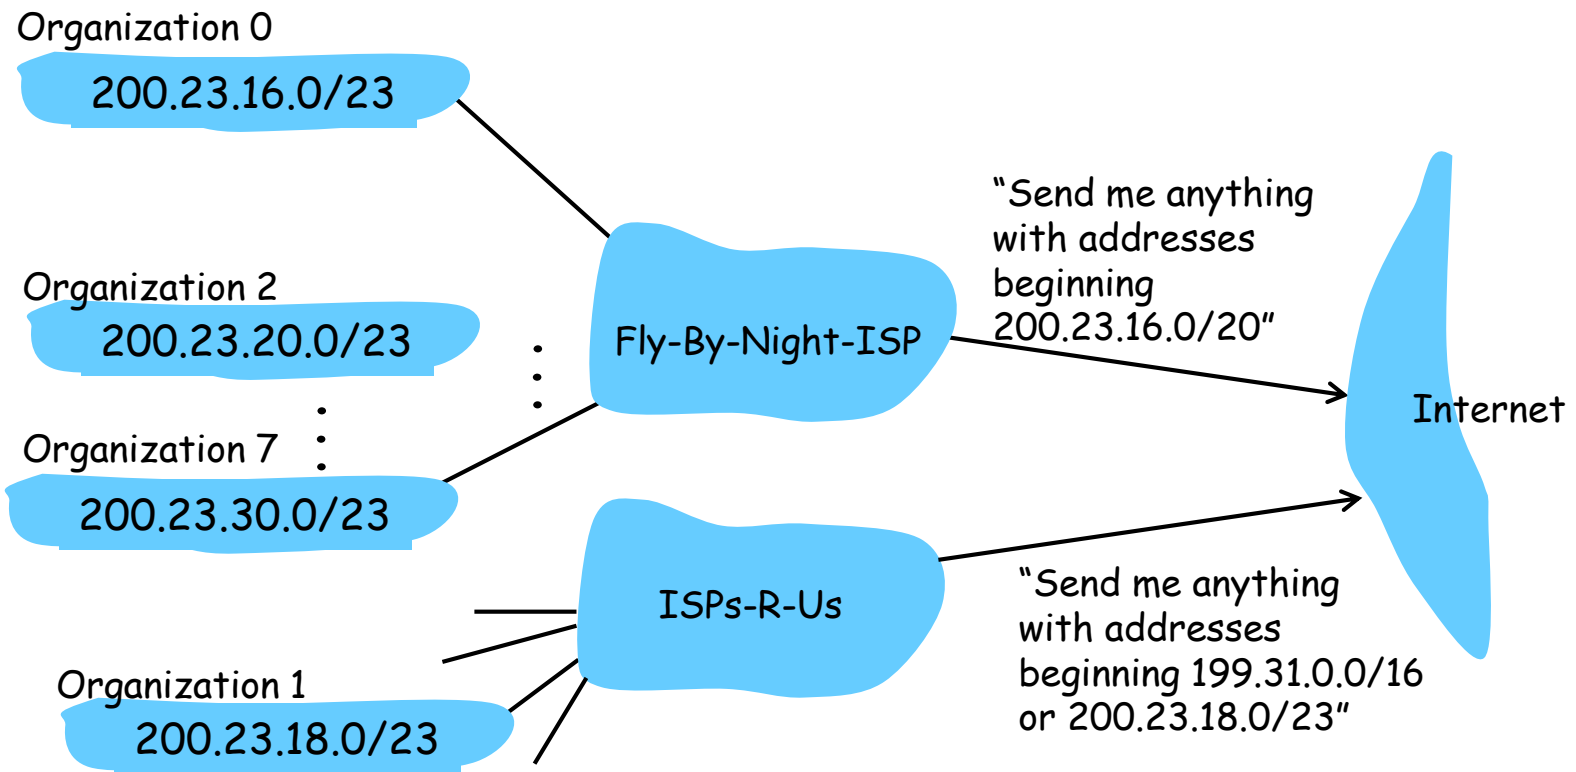 Organization 0
200.23.16.0/23
Organization 2
200.23.20.0/23
Organization 7
200.23.30.0/23
Fly-By-Night-ISP
“Send me anything
with addresses
beginning
200.23.16.0/20”
Internet
ISPs-R-Us
Organization 1
200.23.18.0/23
“Send me anything
with addresses
beginning 199.31.0.0/16
or 200.23.18.0/23”